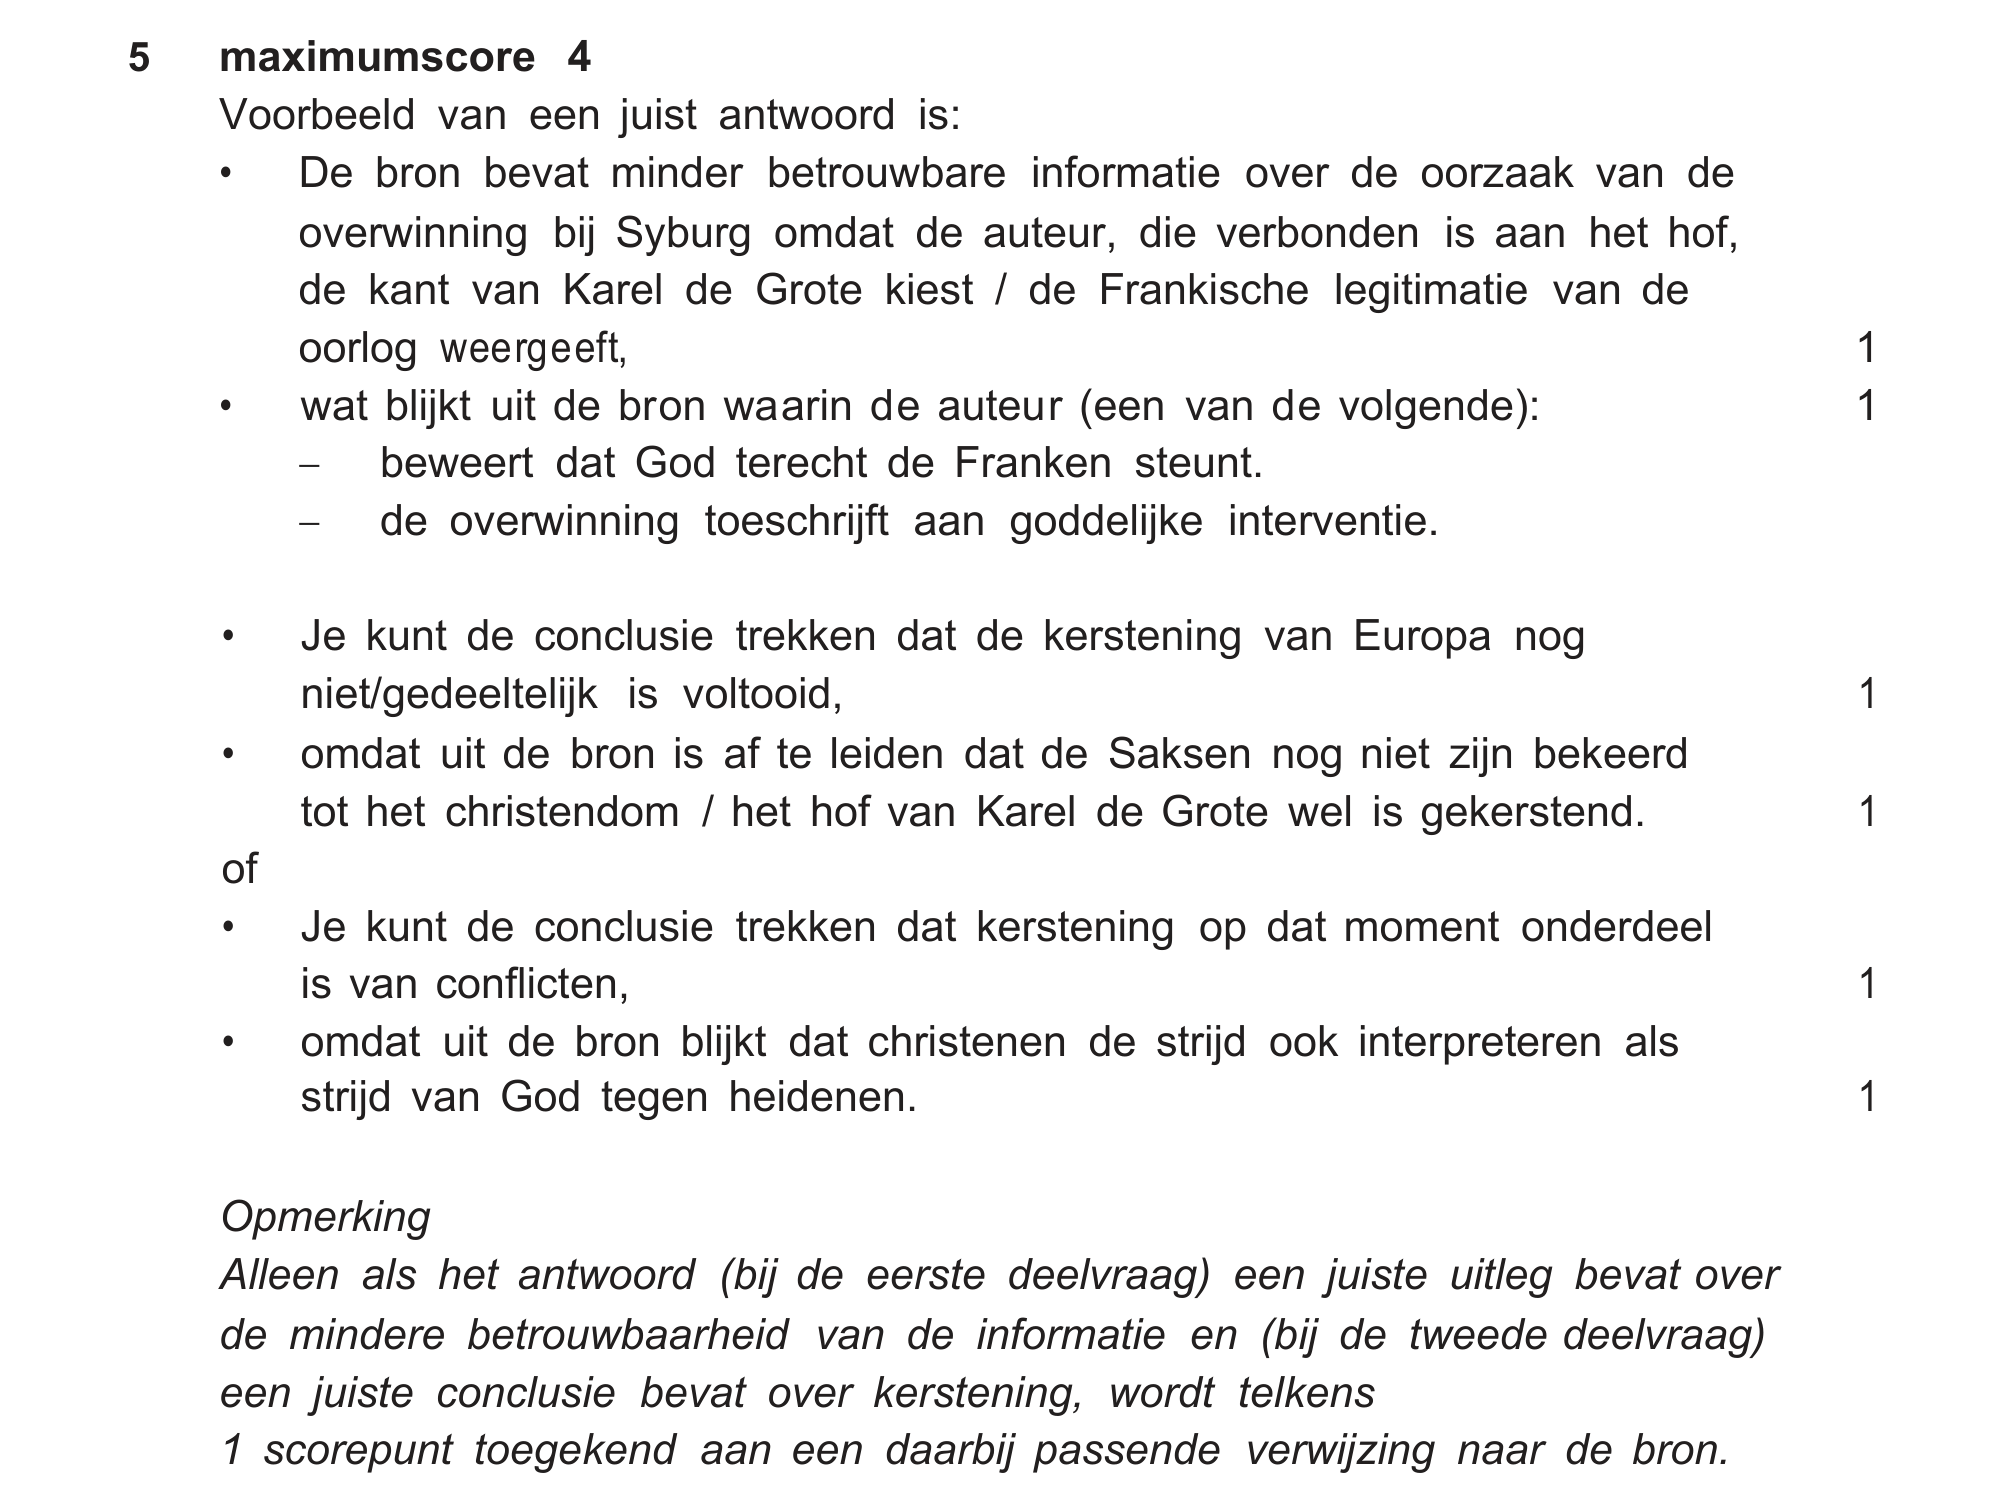 5 maximumscore 4
Voorbeeld van een juist antwoord is:
• De bron bevat minder betrouwbare informatie over de oorzaak van de
overwinning bij Syburg omdat de auteur, die verbonden is aan het hof,
de kant van Karel de Grote kiest / de Frankische legitimatie van de
oorlog weergeeft, 1
• wat blijkt uit de bron waarin de auteur (een van de volgende): 1
− beweert dat God terecht de Franken steunt.
− de overwinning toeschrijft aan goddelijke interventie.
• Je kunt de conclusie trekken dat de kerstening van Europa nog
niet/gedeeltelijk is voltooid, 1
• omdat uit de bron is af te leiden dat de Saksen nog niet zijn bekeerd
tot het christendom / het hof van Karel de Grote wel is gekerstend. 1
of
• Je kunt de conclusie trekken dat kerstening op dat moment onderdeel
is van conflicten, 1
• omdat uit de bron blijkt dat christenen de strijd ook interpreteren als
strijd van God tegen heidenen. 1
Opmerking
Alleen als het antwoord (bij de eerste deelvraag) een juiste uitleg bevat over
de mindere betrouwbaarheid van de informatie en (bij de tweede deelvraag)
een juiste conclusie bevat over kerstening, wordt telkens
1 scorepunt toegekend aan een daarbij passende verwijzing naar de bron.